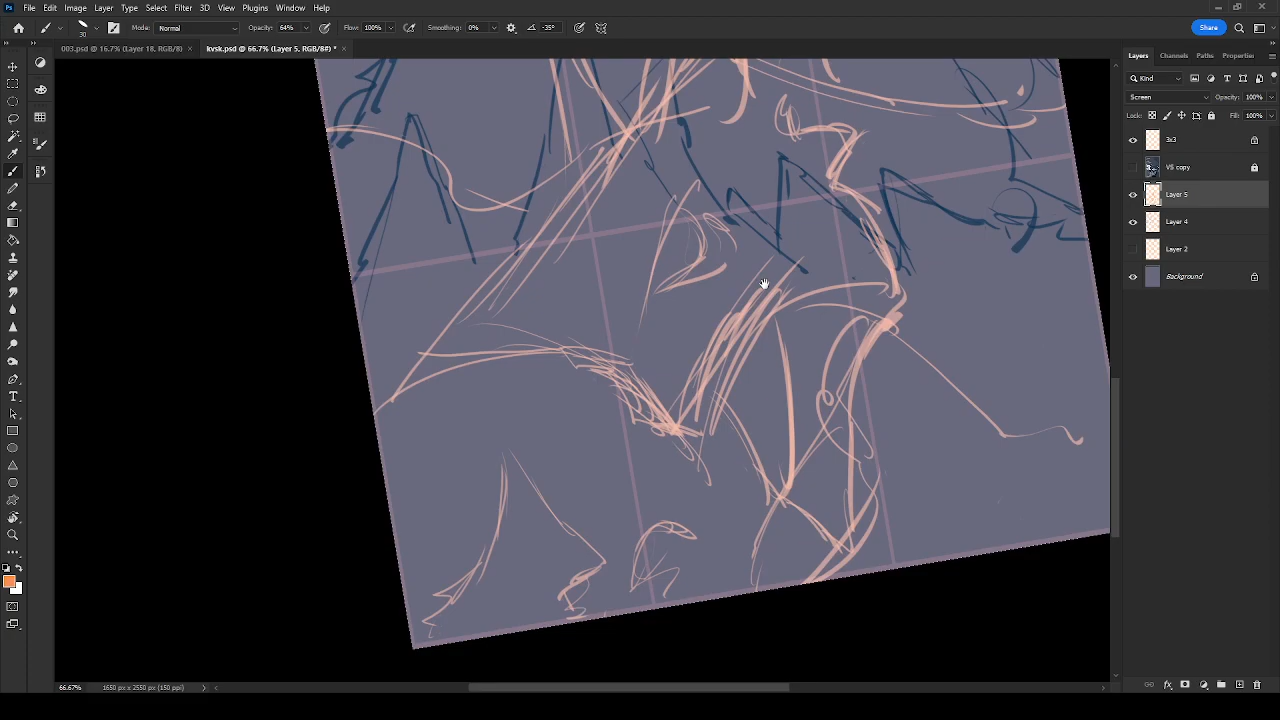 File Edit Image Layer Type Select Filter 3D View Plugins Window Help
30 Mode: Normal Opacity: 64% Flow: 100% Smoothing: 0% -35° Share
003.psd @ 16.7% (Layer 18, RGB/8) × kvsk.psd @ 66.7% (Layer 5, RGB/8#) * ×
Layers Channels Paths Properties
Kind
Screen Opacity: 100%
Lock: Fill: 100%
3x3
VS copy
Layer 5
Layer 4
Layer 2
Background
66.67% 1650 px x 2550 px (150 ppi)